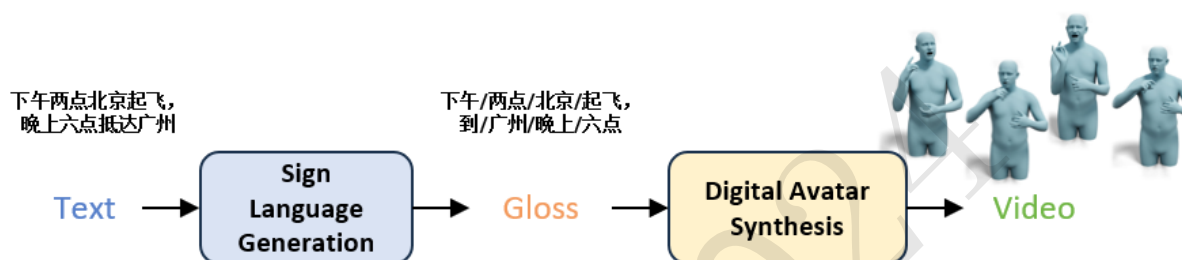 下午两点北京起飞，
晚上六点抵达广州
下午/两点/北京/起飞，
到/广州/晚上/六点
Text
Sign
Language
Generation
Gloss
Digital Avatar
Synthesis
Video